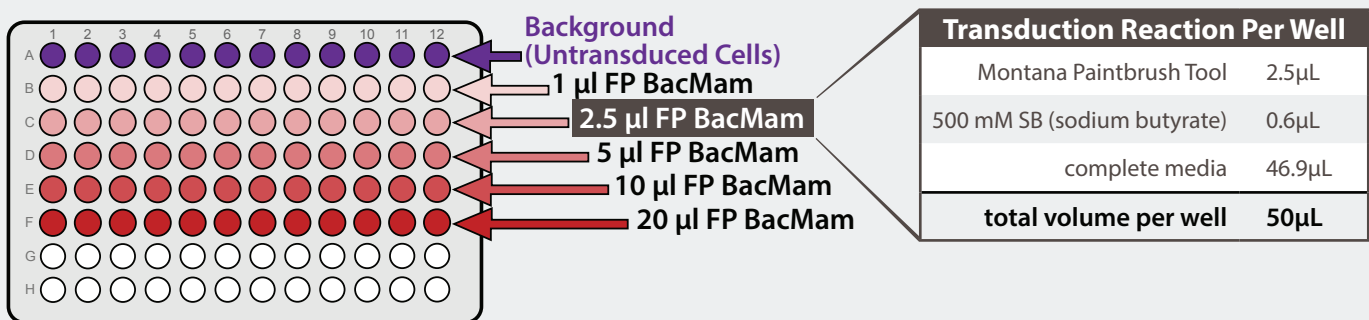 1 2 3 4 5 6 7 8 9 10 11 12
A
B
C
D
E
F
G
H
Background
(Untransduced Cells)
1 µl FP BacMam
2.5 µl FP BacMam
5 µl FP BacMam
10 µl FP BacMam
20 µl FP BacMam
Transduction Reaction Per Well
Montana Paintbrush Tool 2.5µL
500 mM SB (sodium butyrate) 0.6µL
complete media 46.9µL
total volume per well 50µL